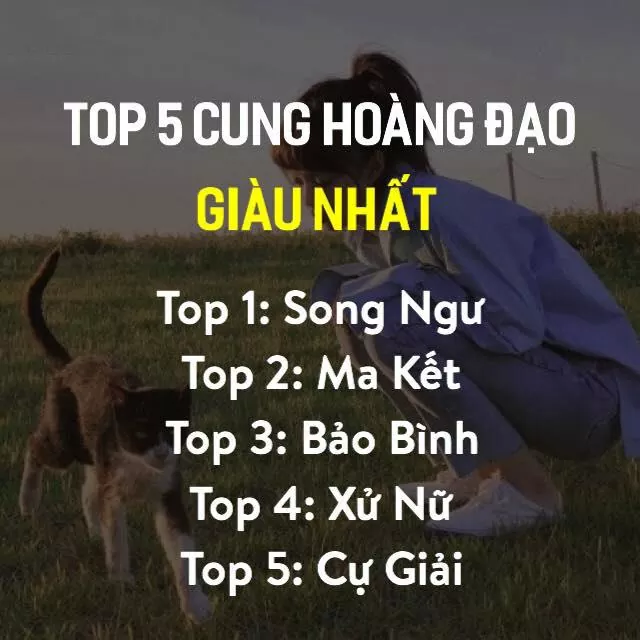 TOP 5 CUNG HOÀNG ĐẠO
GIÀU NHẤT
Top 1: Song Ngư
Top 2: Ma Kết
Top 3: Bảo Bình
Top 4: Xử Nữ
Top 5: Cự Giải